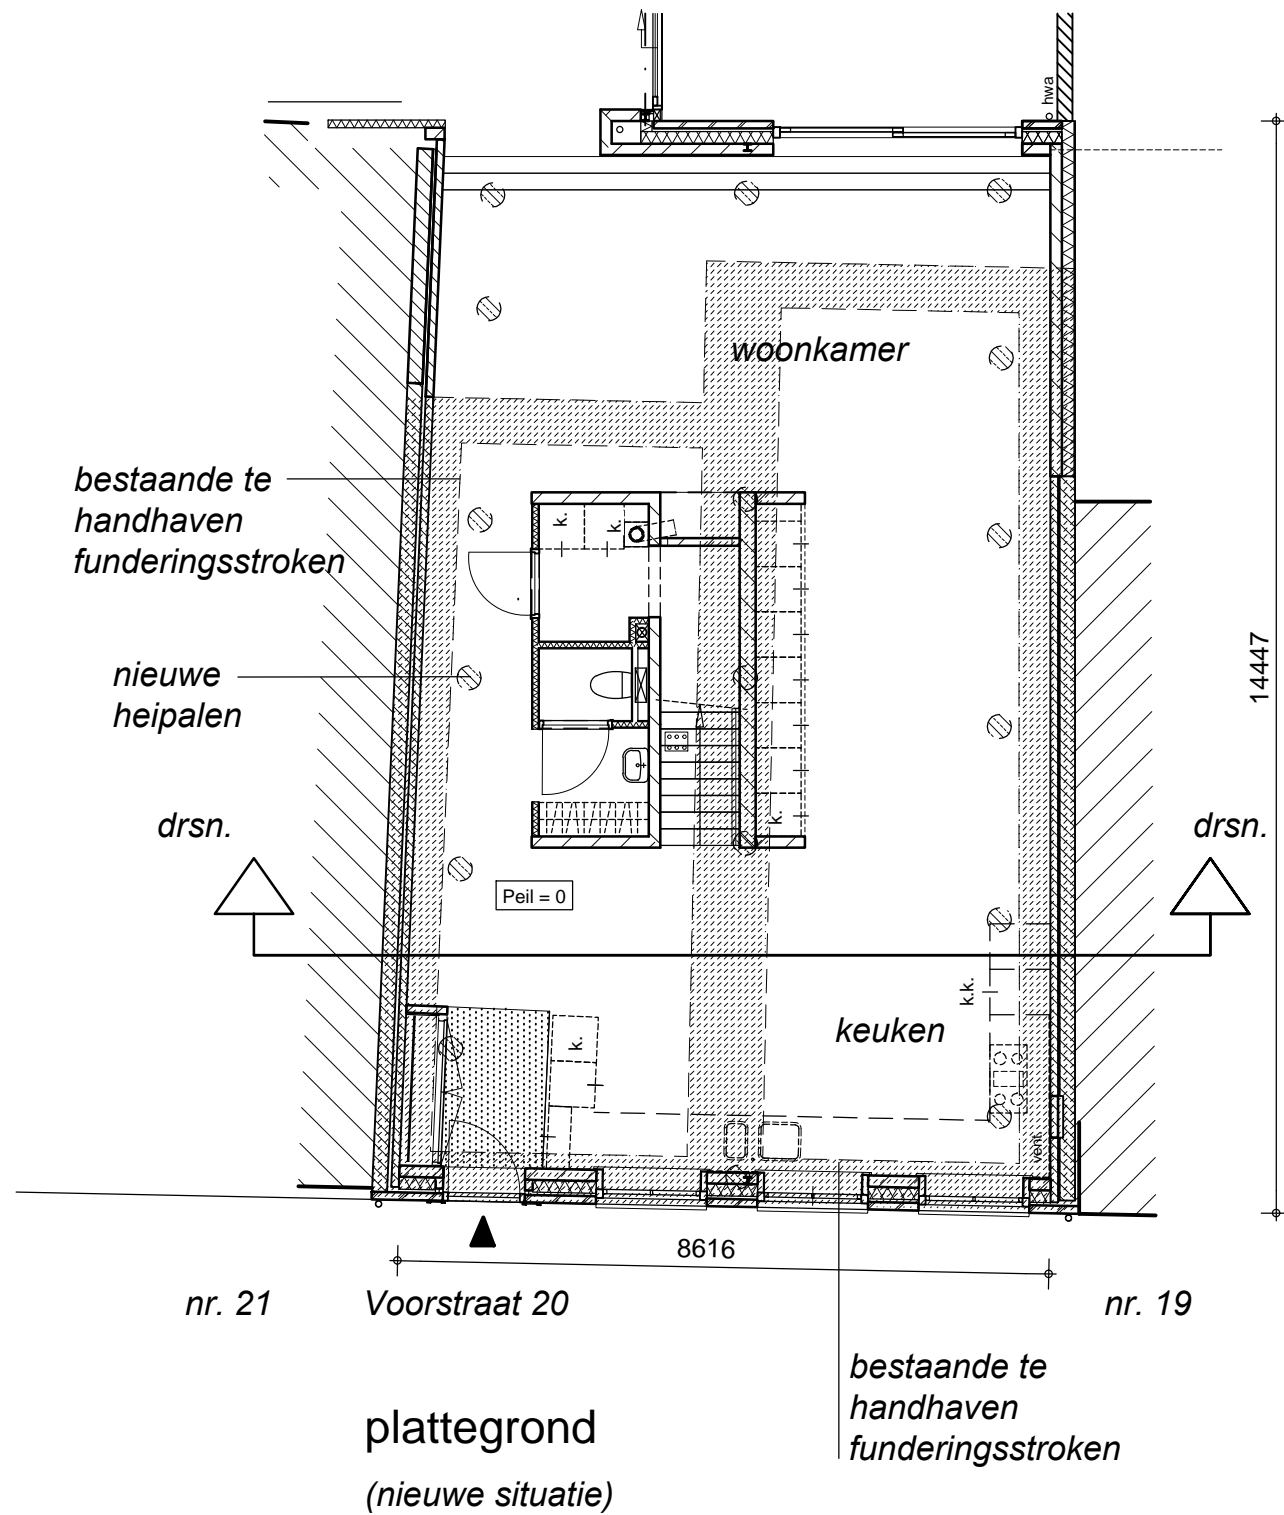 hwa
woonkamer
bestaande te
handhaven
funderingsstroken
k.
k.
nieuwe
heipalen
14447
drsn.
drsn.
k.
Peil = 0
k.k.
keuken
k.
vent.
8616
nr. 21
Voorstraat 20
nr. 19
bestaande te
handhaven
funderingsstroken
plattegrond
(nieuwe situatie)